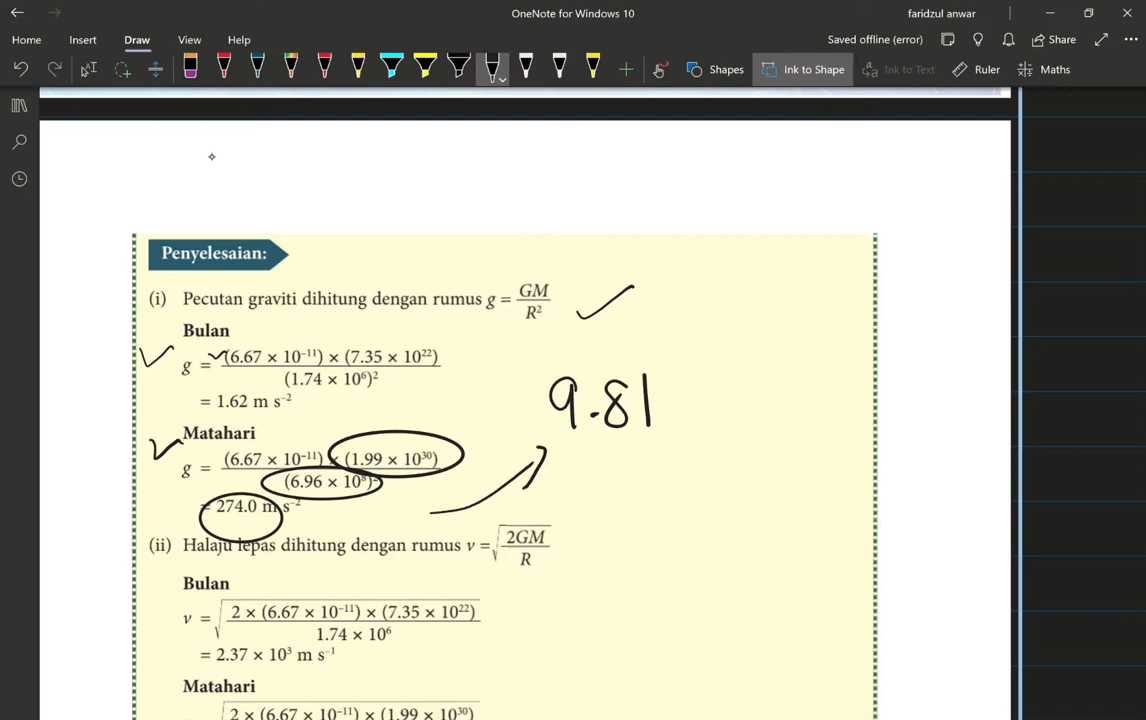 OneNote for Windows 10
faridzul anwar
Home Insert Draw View Help
Saved offline (error)
Share
Shapes
Ink to Shape
Ink to Text
Ruler
Maths
Penyelesaian:
(i) Pecutan graviti dihitung dengan rumus g = GM / R²
Bulan
g = (6.67 × 10⁻¹¹) × (7.35 × 10²²) / (1.74 × 10⁶)²
= 1.62 m s⁻²
9.81
Matahari
g = (6.67 × 10⁻¹¹) × (1.99 × 10³⁰) / (6.96 × 10⁸)²
= 274.0 m s⁻²
(ii) Halaju lepas dihitung dengan rumus v = √(2GM / R)
Bulan
v = √(2 × (6.67 × 10⁻¹¹) × (7.35 × 10²²) / 1.74 × 10⁶)
= 2.37 × 10³ m s⁻¹
Matahari
2 × (6.67 × 10⁻¹¹) × (1.99 × 10³⁰)